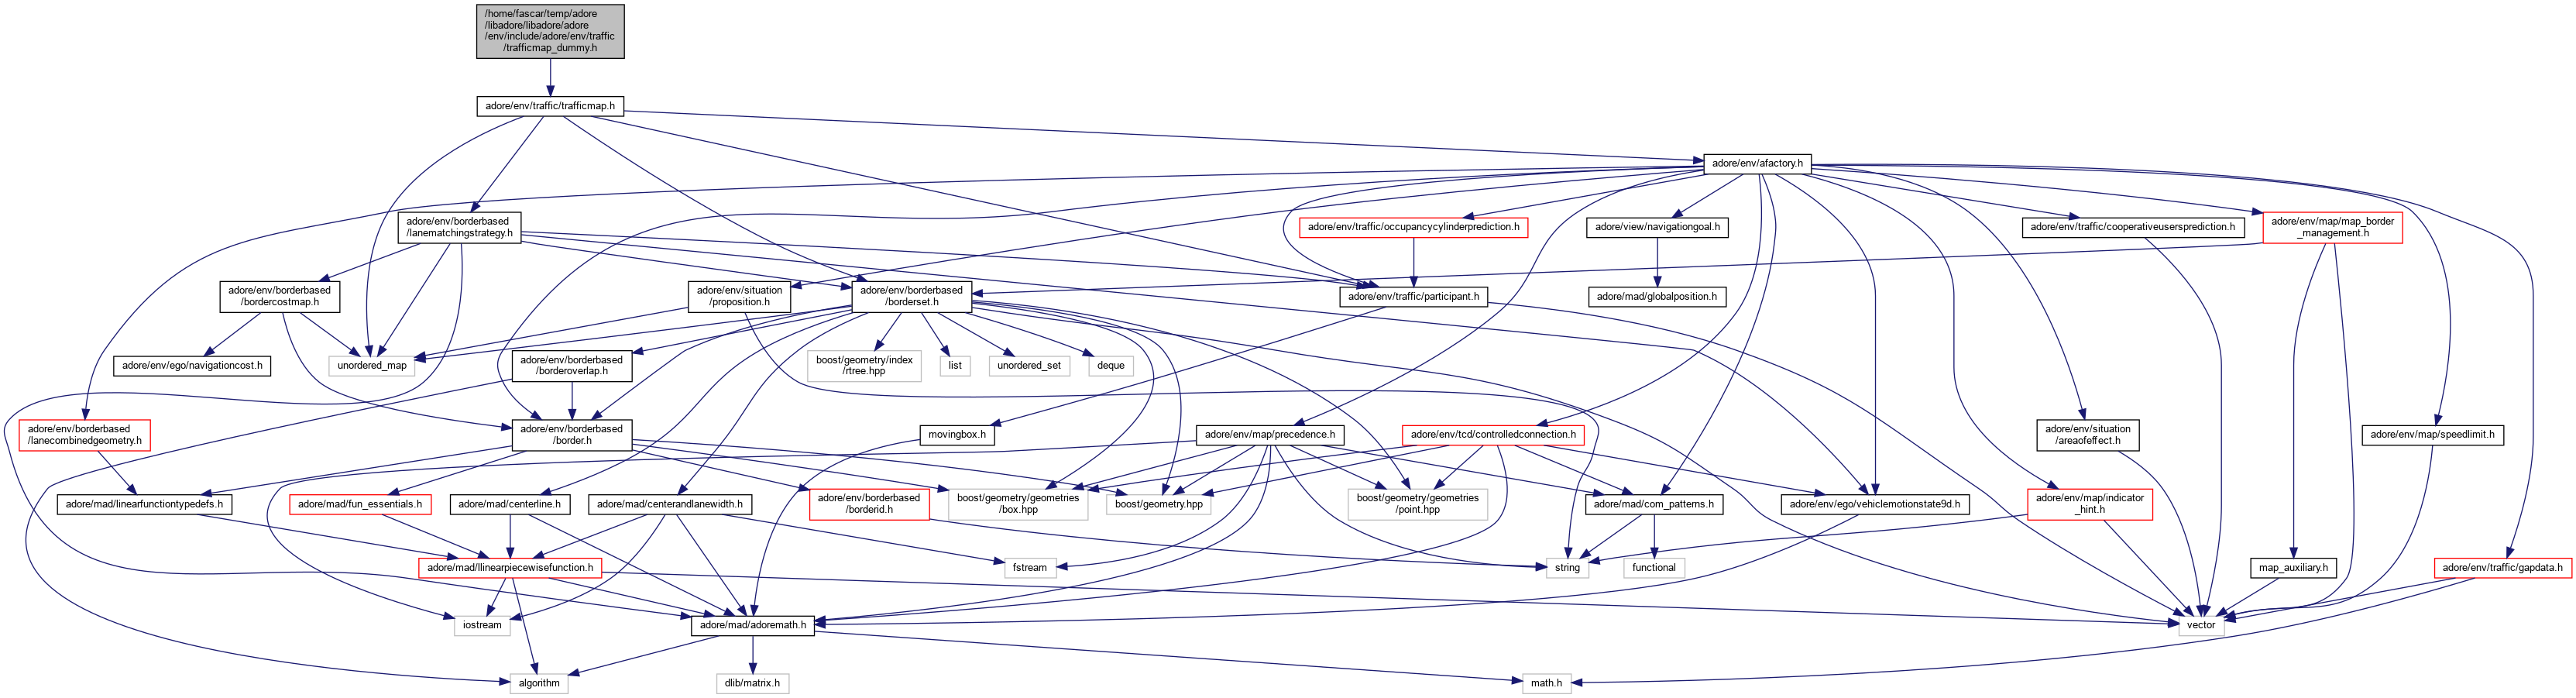 /home/fascar/temp/adore
/libadore/libadore/adore
/env/include/adore/env/traffic
/trafficmap_dummy.h
adore/env/traffic/trafficmap.h
adore/env/afactory.h
adore/env/borderbased
/lanematchingstrategy.h
adore/env/traffic/occupancycylinderprediction.h
adore/view/navigationgoal.h
adore/env/traffic/cooperativeusersprediction.h
adore/env/map/map_border
_management.h
adore/env/borderbased
/bordercostmap.h
adore/env/situation
/proposition.h
adore/env/borderbased
/borderset.h
adore/env/traffic/participant.h
adore/mad/globalposition.h
adore/env/ego/navigationcost.h
unordered_map
adore/env/borderbased
/borderoverlap.h
boost/geometry/index
/rtree.hpp
list
unordered_set
deque
adore/env/borderbased
/lanecombinedgeometry.h
adore/env/borderbased
/border.h
movingbox.h
adore/env/map/precedence.h
adore/env/tcd/controlledconnection.h
adore/env/situation
/areaofeffect.h
adore/env/map/speedlimit.h
adore/mad/linearfunctiontypedefs.h
adore/mad/fun_essentials.h
adore/mad/centerline.h
adore/mad/centerandlanewidth.h
adore/env/borderbased
/borderid.h
boost/geometry/geometries
/box.hpp
boost/geometry.hpp
boost/geometry/geometries
/point.hpp
adore/mad/com_patterns.h
adore/env/ego/vehiclemotionstate9d.h
adore/env/map/indicator
_hint.h
adore/mad/llinearpiecewisefunction.h
fstream
string
functional
map_auxiliary.h
adore/env/traffic/gapdata.h
iostream
adore/mad/adoremath.h
vector
algorithm
dlib/matrix.h
math.h